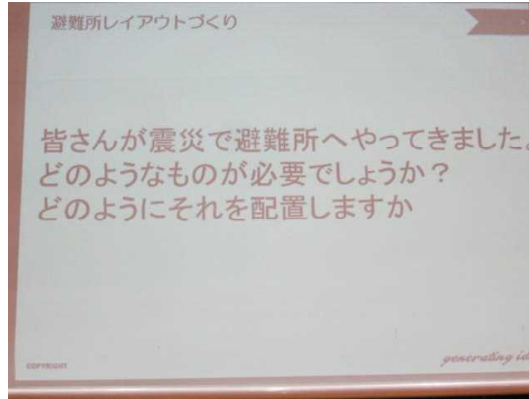 避難所レイアウトづくり
皆さんが震災で避難所へやってきました。
どのようなものが必要でしょうか？
どのようにそれを配置しますか
COPYRIGHT
generating